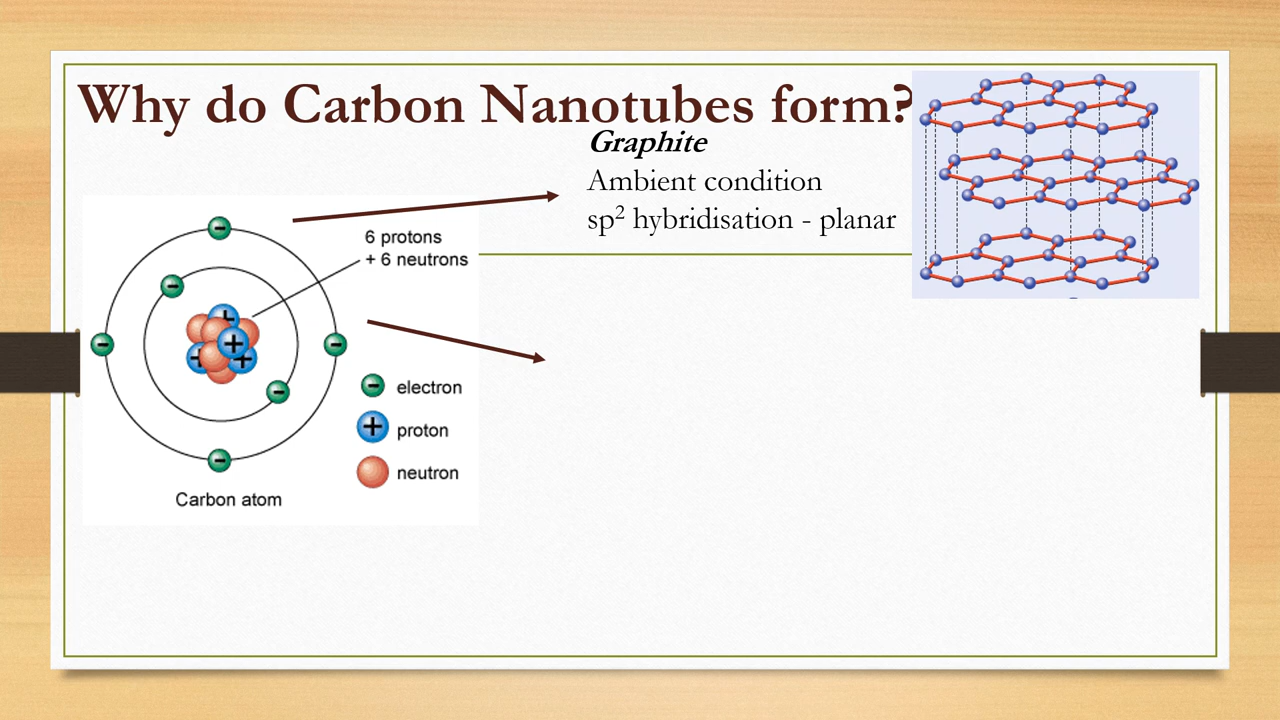 Why do Carbon Nanotubes form?
Graphite
Ambient condition
sp² hybridisation - planar
6 protons
+ 6 neutrons
electron
proton
neutron
Carbon atom